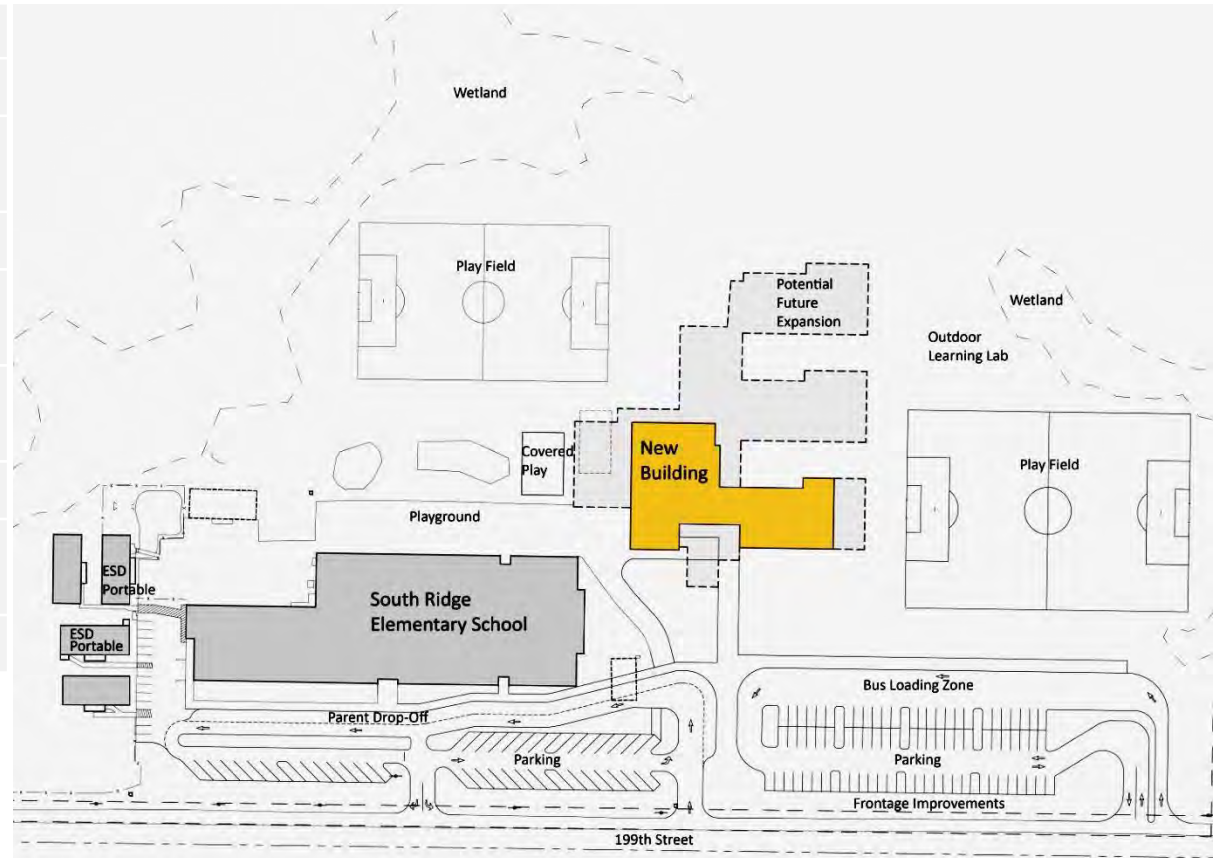 Wetland
Play Field
Potential
Future
Expansion
Wetland
Outdoor
Learning Lab
Covered
Play
New
Building
Play Field
Playground
ESD
Portable
South Ridge
Elementary School
ESD
Portable
Bus Loading Zone
Parent Drop-Off
Parking
Parking
Frontage Improvements
199th Street